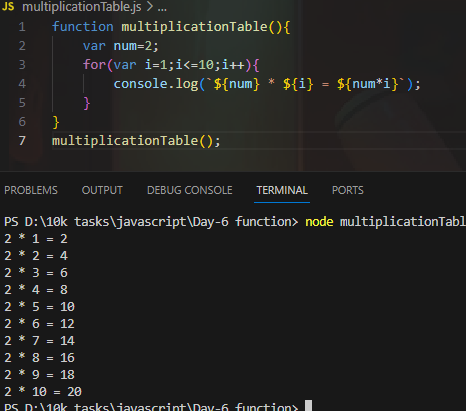 JS multiplicationTable.js > ...
1 function multiplicationTable(){
2 var num=2;
3 for(var i=1;i<=10;i++){
4 console.log(`${num} * ${i} = ${num*i}`);
5 }
6 }
7 multiplicationTable();
PROBLEMS OUTPUT DEBUG CONSOLE TERMINAL PORTS
PS D:\10k tasks\javascript\Day-6 function> node multiplicationTabl
2 * 1 = 2
2 * 2 = 4
2 * 3 = 6
2 * 4 = 8
2 * 5 = 10
2 * 6 = 12
2 * 7 = 14
2 * 8 = 16
2 * 9 = 18
2 * 10 = 20
PS D:\10k tasks\javascript\Day-6 function>